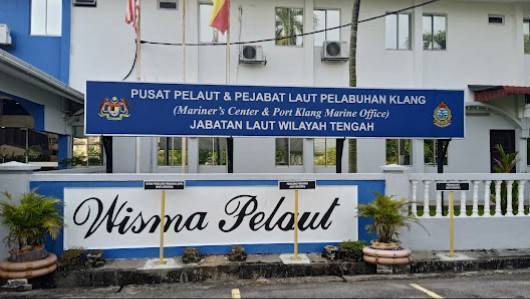 PUSAT PELAUT & PEJABAT LAUT PELABUHAN KLANG
(Mariner's Center & Port Klang Marine Office)
JABATAN LAUT WILAYAH TENGAH
Wisma Pelaut